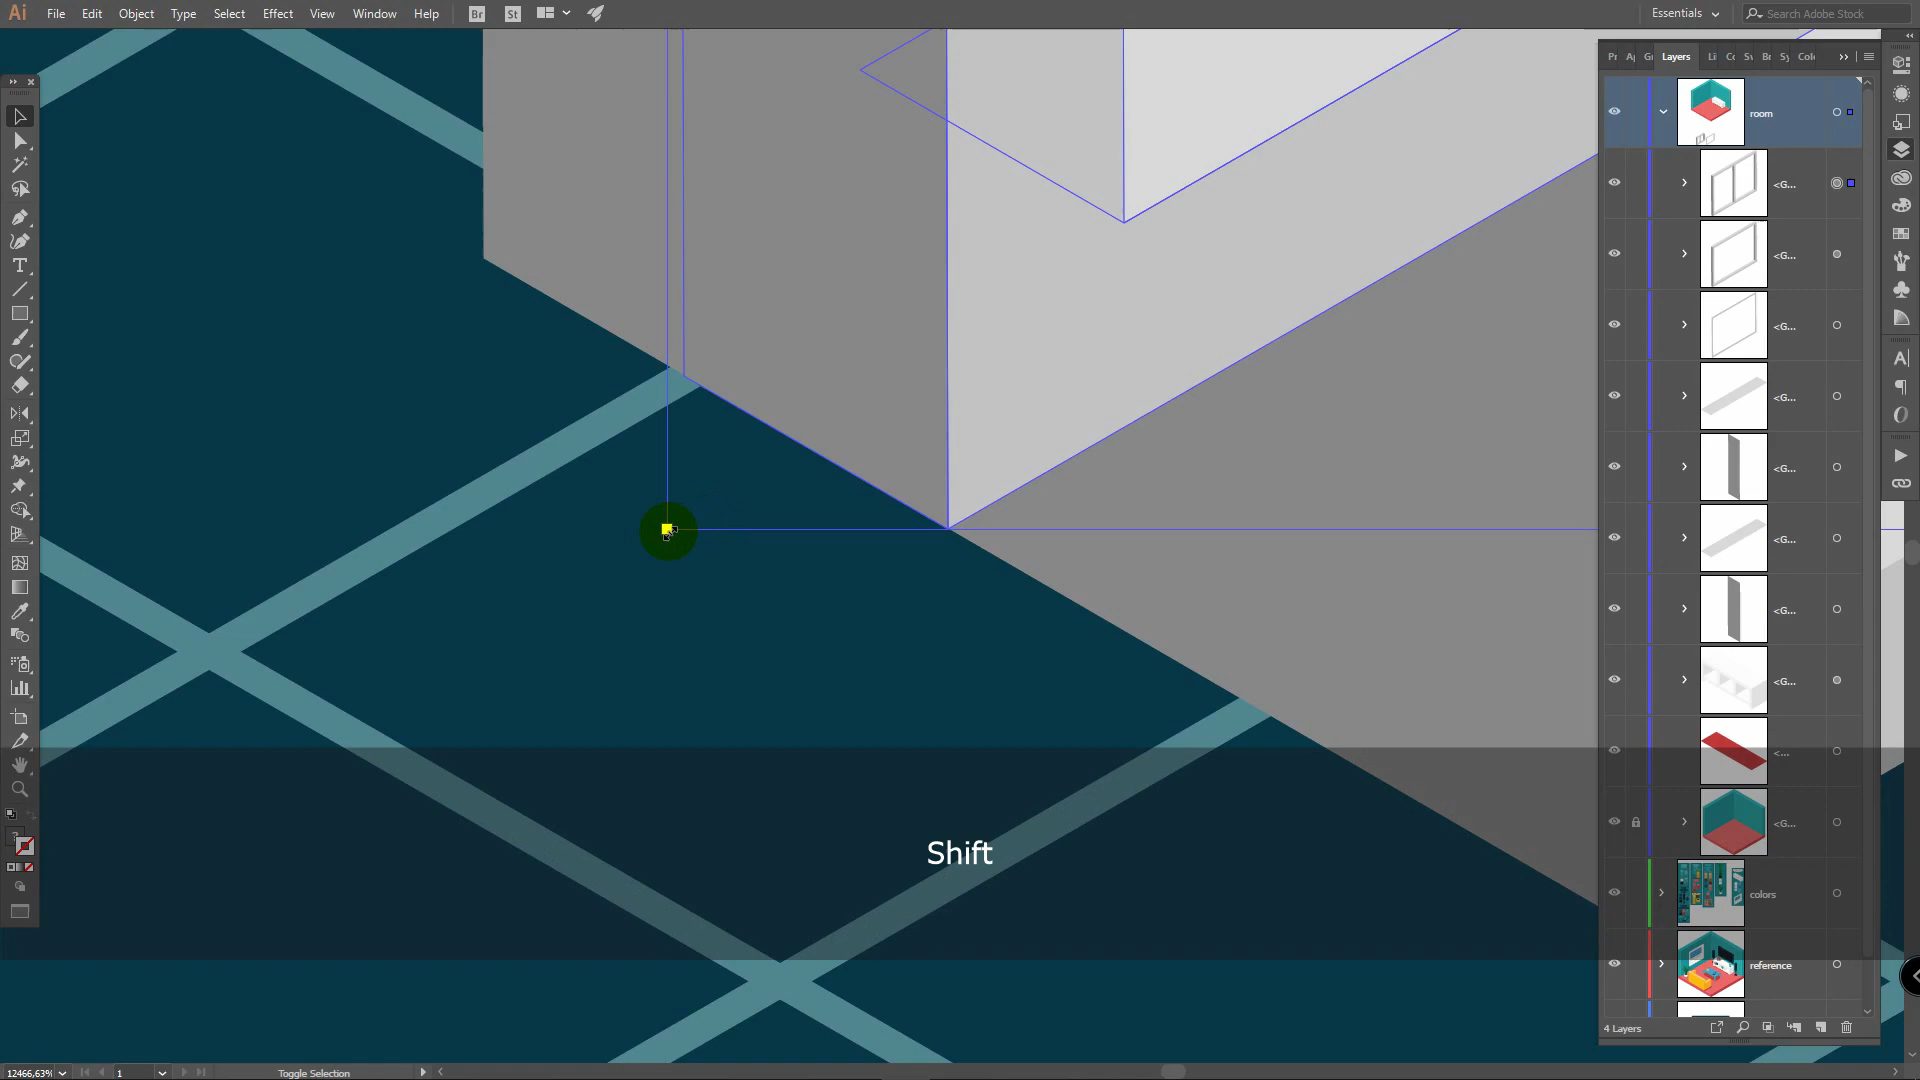 Ai File Edit Object Type Select Effect View Window Help Br St Essentials Search Adobe Stock
Layers
room
<G...
<G...
<G...
<G...
<G...
<G...
<G...
<G...
<...
<G...
colors
reference
Shift
4 Layers
12466,63% 1 Toggle Selection